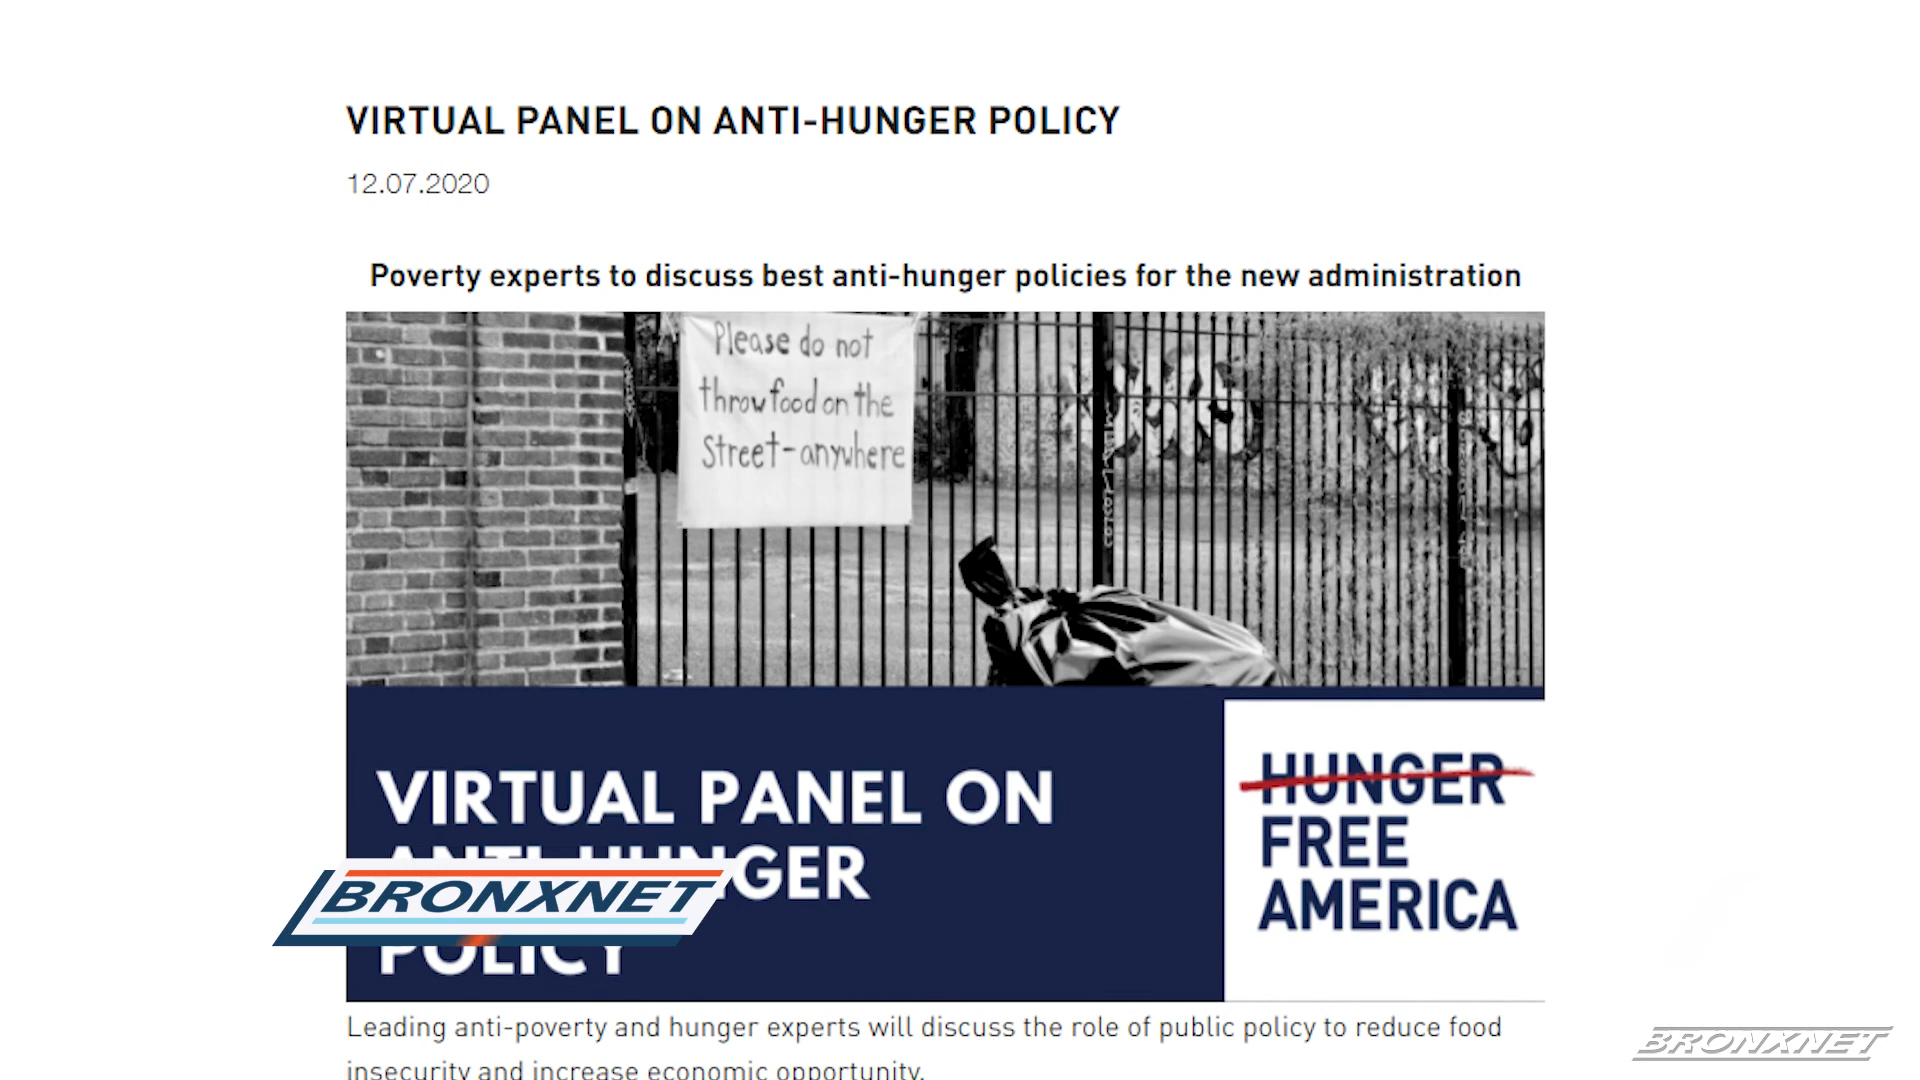 VIRTUAL PANEL ON ANTI-HUNGER POLICY
12.07.2020
Poverty experts to discuss best anti-hunger policies for the new administration
Please do not
throw food on the
Street-anywhere
VIRTUAL PANEL ON
ANTI-HUNGER
POLICY
HUNGER
FREE
AMERICA
BRONXNET
Leading anti-poverty and hunger experts will discuss the role of public policy to reduce food
insecurity and increase economic opportunity.
BRONXNET